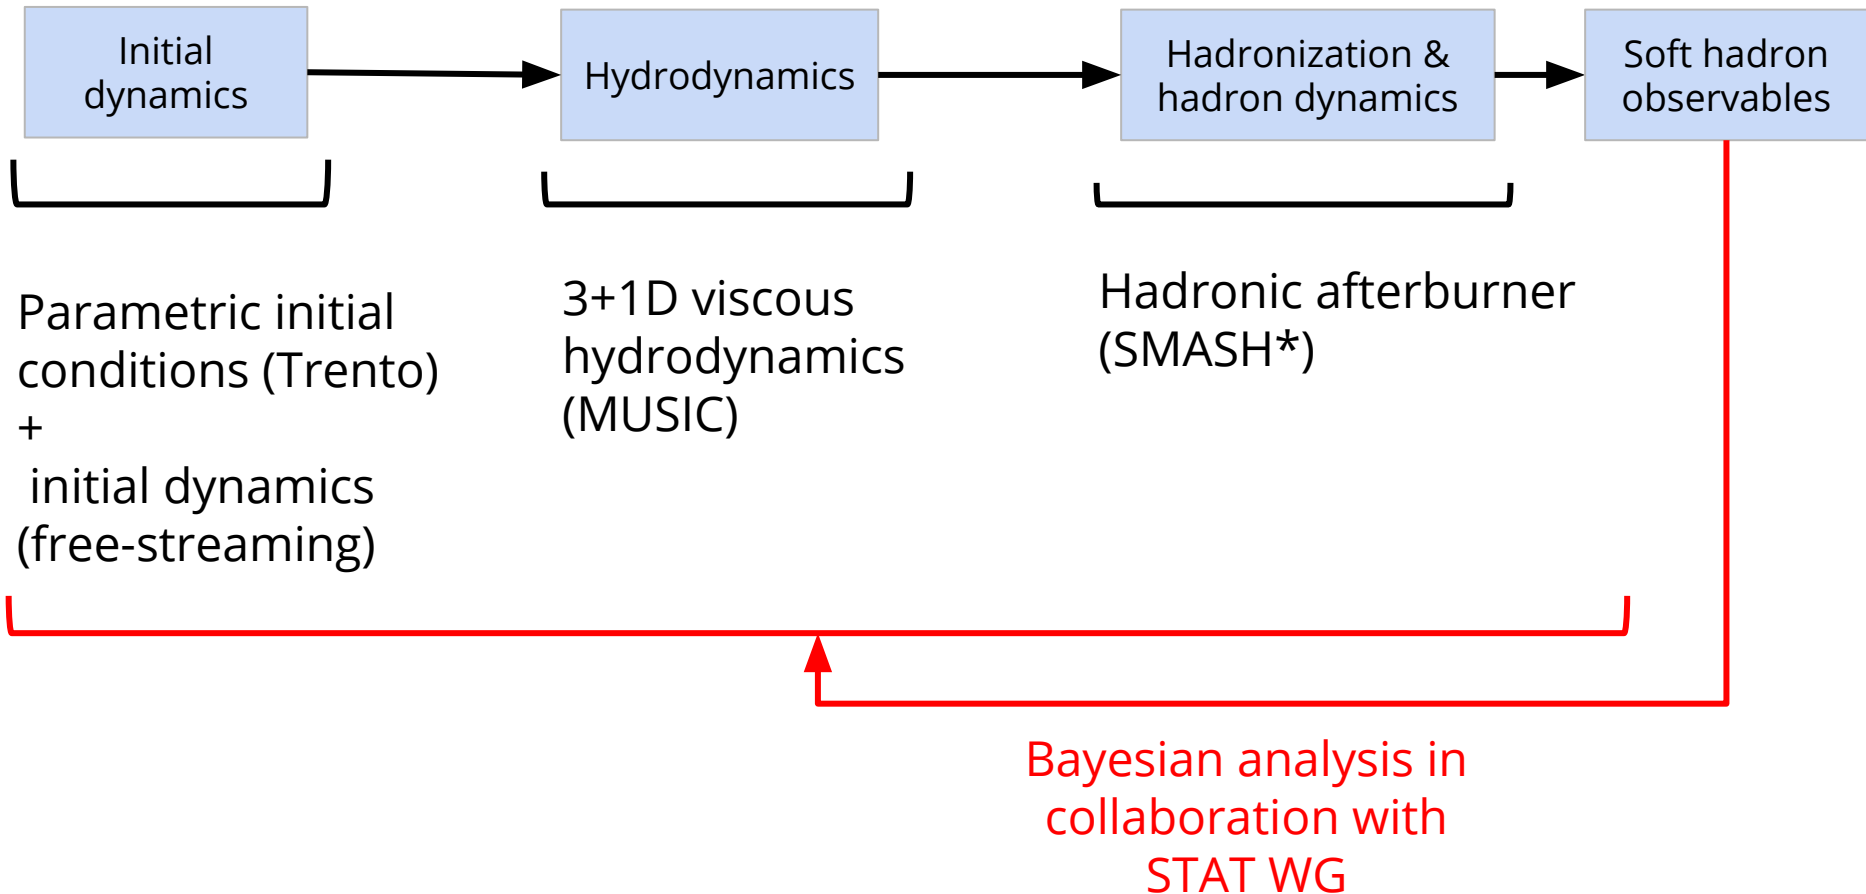 Initial
dynamics
Hydrodynamics
Hadronization &
hadron dynamics
Soft hadron
observables
Parametric initial
conditions (Trento)
+
initial dynamics
(free-streaming)
3+1D viscous
hydrodynamics
(MUSIC)
Hadronic afterburner
(SMASH*)
Bayesian analysis in
collaboration with
STAT WG